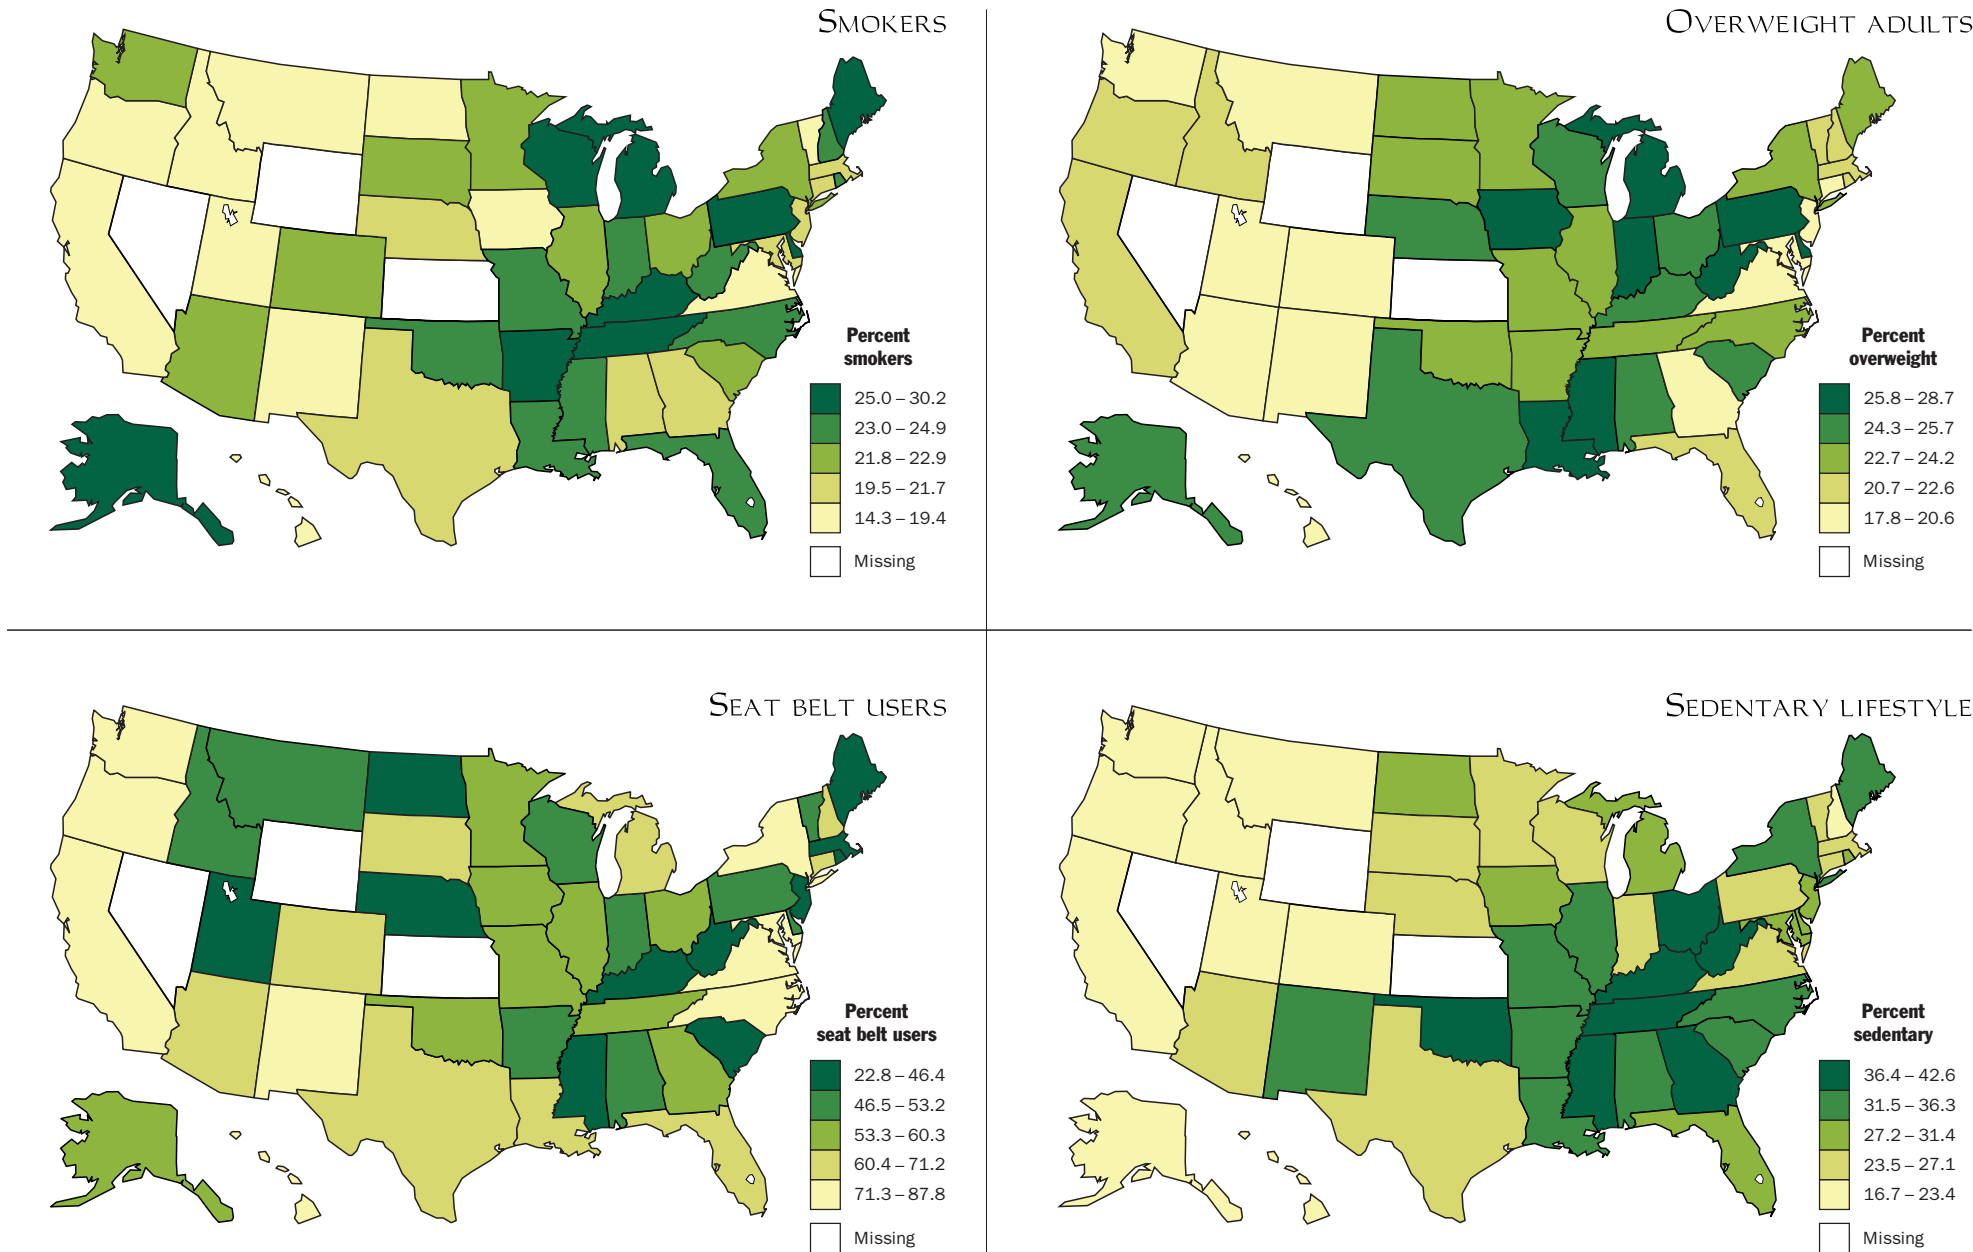 SMOKERS
Percent
smokers
25.0 – 30.2
23.0 – 24.9
21.8 – 22.9
19.5 – 21.7
14.3 – 19.4
Missing
OVERWEIGHT ADULTS
Percent
overweight
25.8 – 28.7
24.3 – 25.7
22.7 – 24.2
20.7 – 22.6
17.8 – 20.6
Missing
SEAT BELT USERS
Percent
seat belt users
22.8 – 46.4
46.5 – 53.2
53.3 – 60.3
60.4 – 71.2
71.3 – 87.8
Missing
SEDENTARY LIFESTYLE
Percent
sedentary
36.4 – 42.6
31.5 – 36.3
27.2 – 31.4
23.5 – 27.1
16.7 – 23.4
Missing